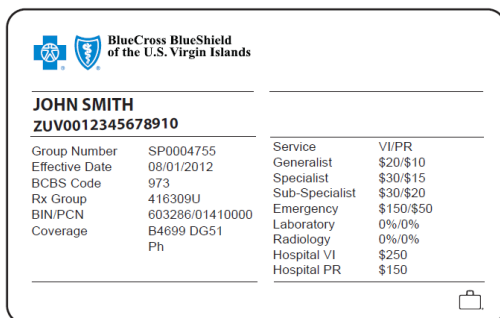 BlueCross BlueShield
of the U.S. Virgin Islands
JOHN SMITH
ZUV0012345678910
Group Number SP0004755
Effective Date 08/01/2012
BCBS Code 973
Rx Group 416309U
BIN/PCN 603286/01410000
Coverage B4699 DG51
Ph
Service VI/PR
Generalist $20/$10
Specialist $30/$15
Sub-Specialist $30/$20
Emergency $150/$50
Laboratory 0%/0%
Radiology 0%/0%
Hospital VI $250
Hospital PR $150